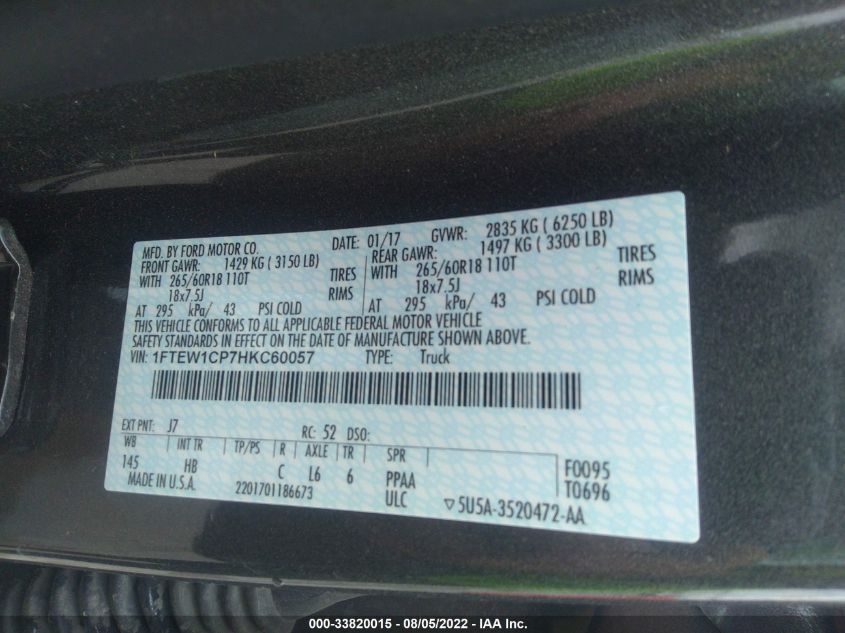 MFD. BY FORD MOTOR CO. DATE: 01/17 GVWR: 2835 KG ( 6250 LB)
FRONT GAWR: 1429 KG ( 3150 LB) REAR GAWR: 1497 KG ( 3300 LB)
WITH 265/60R18 110T TIRES WITH 265/60R18 110T TIRES
18x7.5J RIMS 18x7.5J RIMS
AT 295 kPa/ 43 PSI COLD AT 295 kPa/ 43 PSI COLD
THIS VEHICLE CONFORMS TO ALL APPLICABLE FEDERAL MOTOR VEHICLE
SAFETY STANDARDS IN EFFECT ON THE DATE OF MANUFACTURE SHOWN ABOVE.
VIN: 1FTEW1CP7HKC60057 TYPE: Truck
EXT PNT: J7 RC: 52 DSO:
WB INT TR TP/PS R AXLE TR SPR
145 HB C L6 6 PPAA F0095
MADE IN U.S.A. 2201701186673 ULC T0696
▽5U5A-3520472-AA
000-33820015 - 08/05/2022 - IAA Inc.